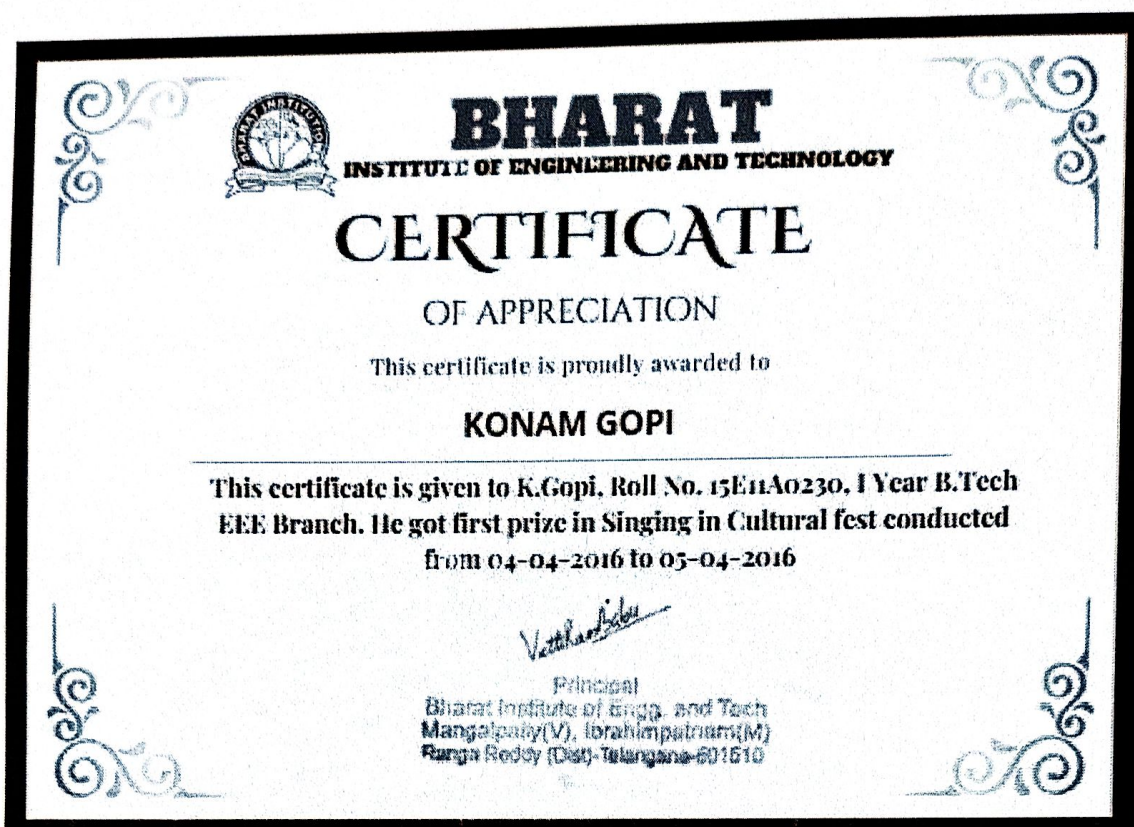 BHARAT INSTITUTION
BHARAT
INSTITUTE OF ENGINEERING AND TECHNOLOGY
CERTIFICATE
OF APPRECIATION
This certificate is proudly awarded to
KONAM GOPI
This certificate is given to K.Gopi, Roll No. 15E11A0230, I Year B.Tech
EEE Branch. He got first prize in Singing in Cultural fest conducted
from 04-04-2016 to 05-04-2016
Principal
Bharat Institute of Engg. and Tech
Mangalpally(V), Ibrahimpatnam(M)
Ranga Reddy (Dist)-Telangana-501510